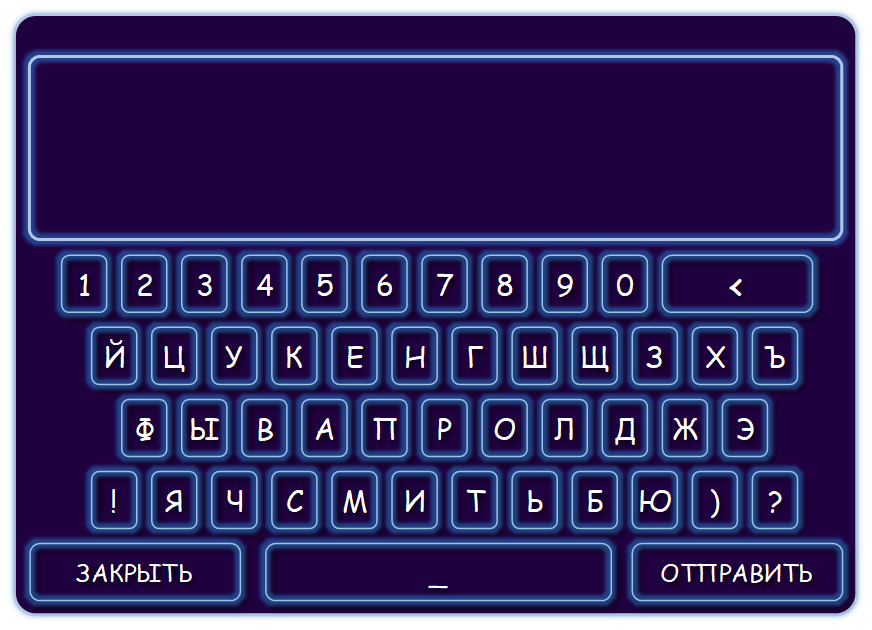 1 2 3 4 5 6 7 8 9 0 <
Й Ц У К Е Н Г Ш Щ З Х Ъ
Ф Ы В А П Р О Л Д Ж Э
! Я Ч С М И Т Ь Б Ю ) ?
ЗАКРЫТЬ _ ОТПРАВИТЬ